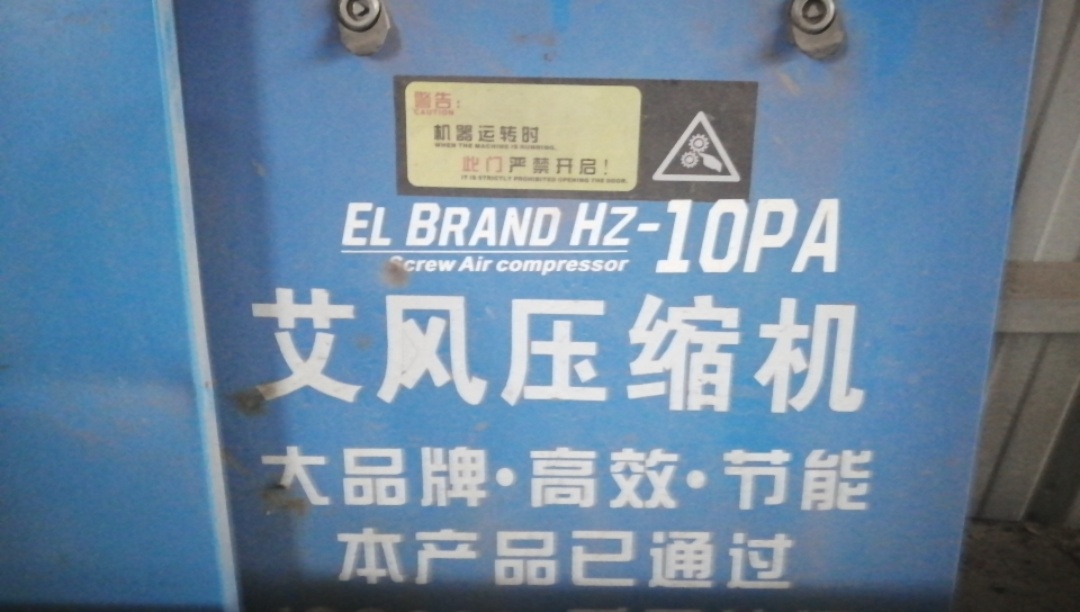 警告:
CAUTION
机器运转时
WHEN THE MACHINE IS RUNNING,
此门严禁开启!
IT IS STRICTLY PROHIBITED OPENING THE DOOR.
EL BRAND HZ-10PA
Screw Air compressor
艾风压缩机
大品牌·高效·节能
本产品已通过